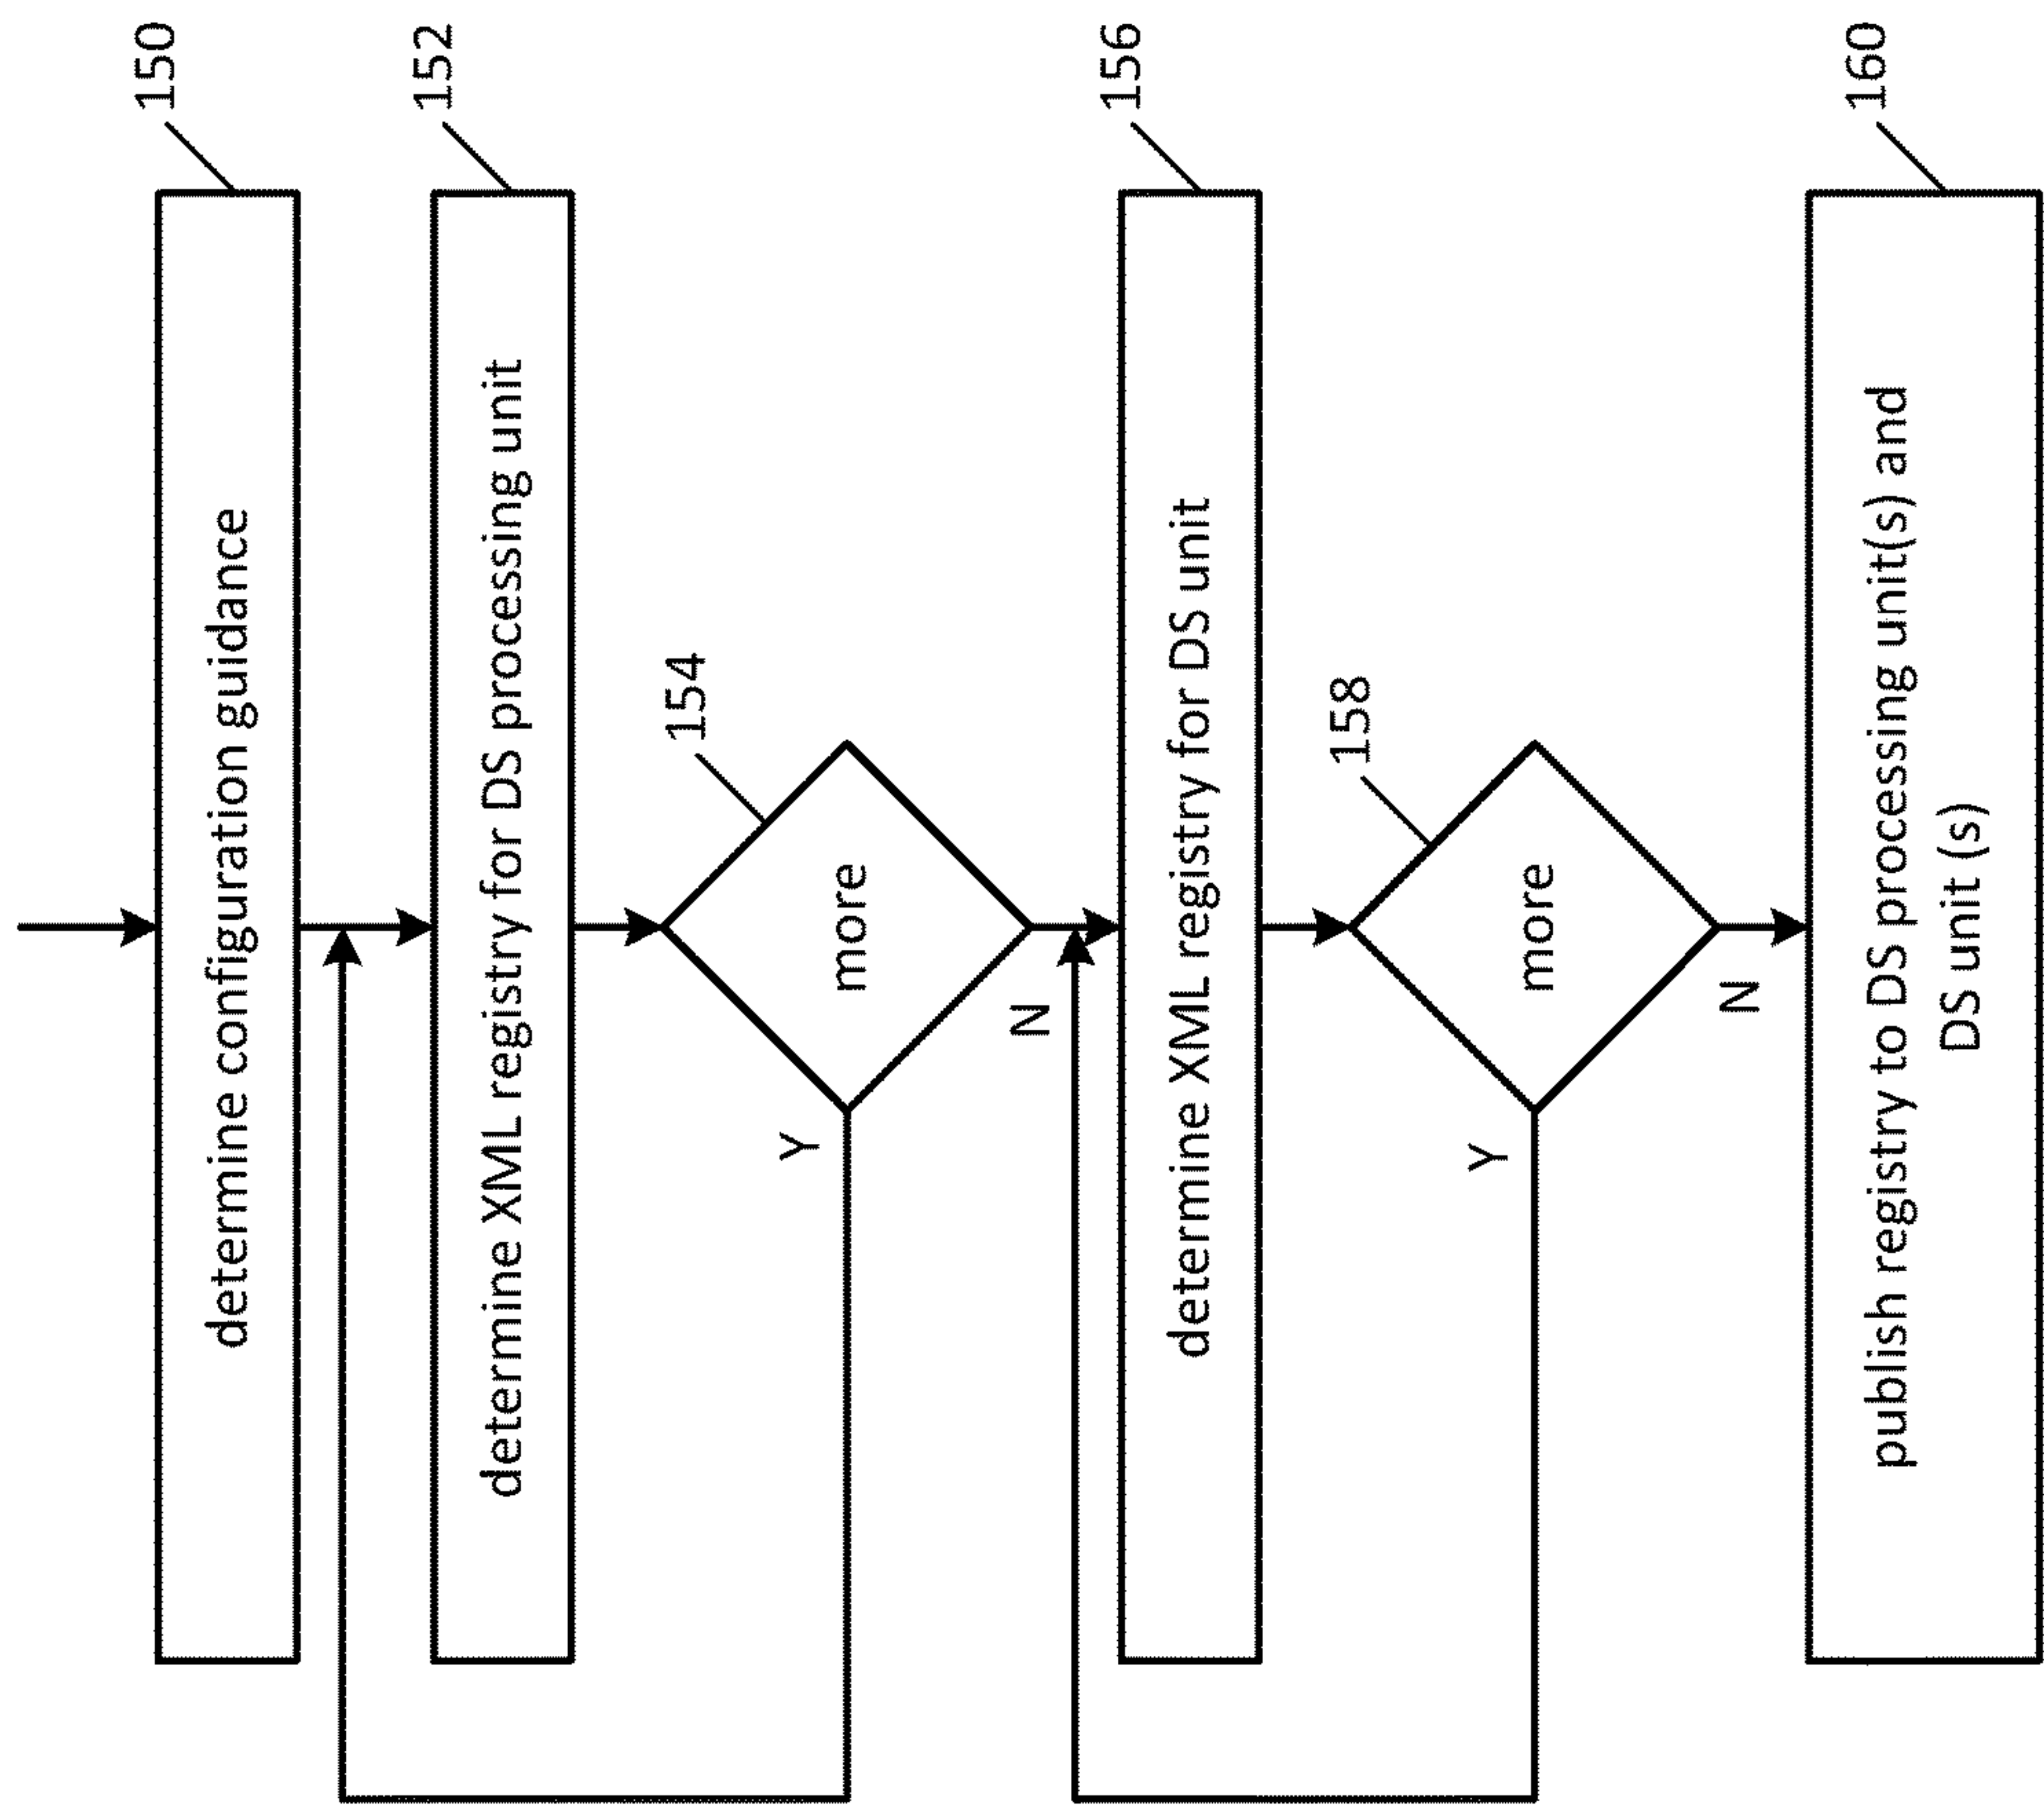 150
determine configuration guidance
152
determine XML registry for DS processing unit
154
more
Y
N
156
determine XML registry for DS unit
158
more
Y
N
160
publish registry to DS processing unit(s) and
DS unit (s)